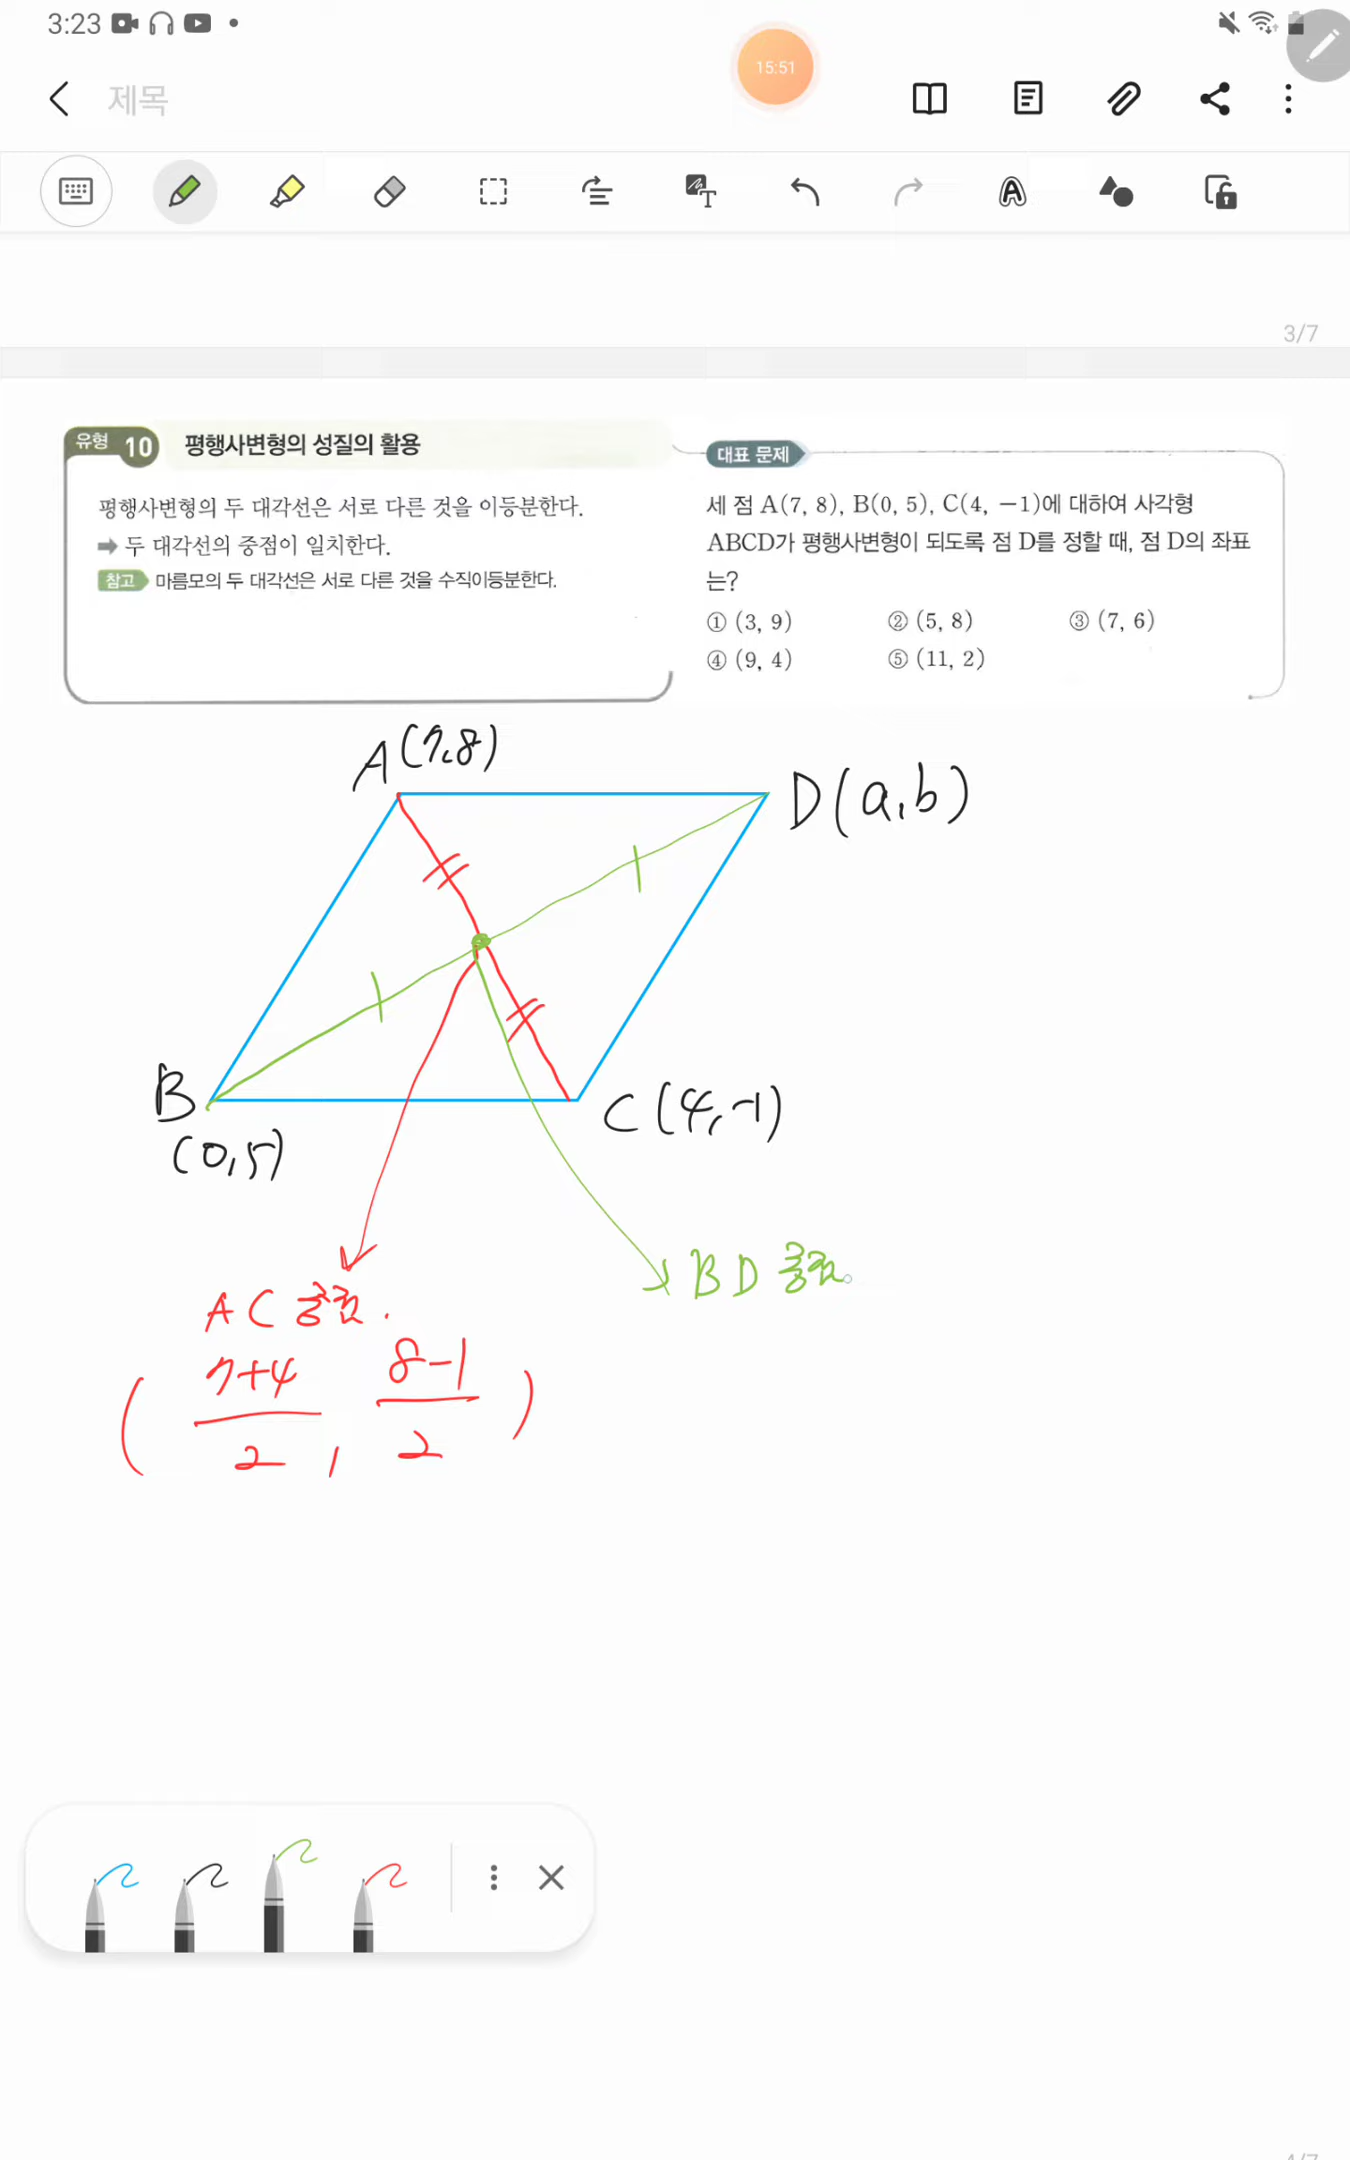 3:23
15:51
제목
3/7
유형 10 평행사변형의 성질의 활용
평행사변형의 두 대각선은 서로 다른 것을 이등분한다.
➡ 두 대각선의 중점이 일치한다.
참고 마름모의 두 대각선은 서로 다른 것을 수직이등분한다.
대표 문제
세 점 A(7, 8), B(0, 5), C(4, −1)에 대하여 사각형
ABCD가 평행사변형이 되도록 점 D를 정할 때, 점 D의 좌표
는?
① (3, 9) ② (5, 8) ③ (7, 6)
④ (9, 4) ⑤ (11, 2)
A(7,8)
D(a,b)
B
(0,5)
C(4,-1)
BD 중점
AC 중점.
( 7+4/2 , 8-1/2 )